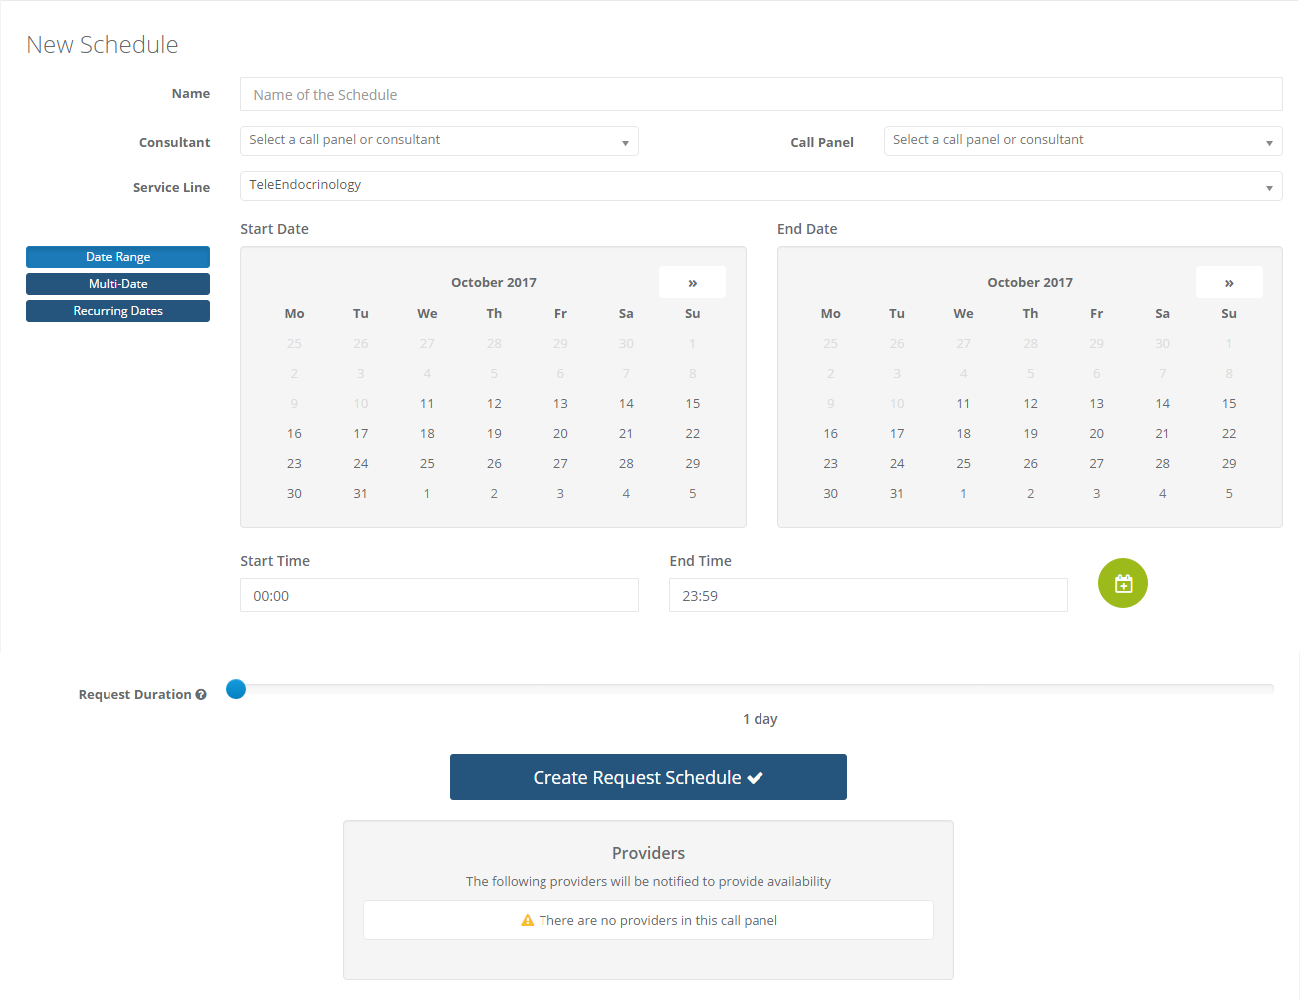 New Schedule
Name Name of the Schedule
Consultant Select a call panel or consultant Call Panel Select a call panel or consultant
Service Line TeleEndocrinology
Start Date End Date
Date Range
Multi-Date
Recurring Dates
October 2017 »
Mo Tu We Th Fr Sa Su
25 26 27 28 29 30 1
2 3 4 5 6 7 8
9 10 11 12 13 14 15
16 17 18 19 20 21 22
23 24 25 26 27 28 29
30 31 1 2 3 4 5
October 2017 »
Mo Tu We Th Fr Sa Su
25 26 27 28 29 30 1
2 3 4 5 6 7 8
9 10 11 12 13 14 15
16 17 18 19 20 21 22
23 24 25 26 27 28 29
30 31 1 2 3 4 5
Start Time End Time
00:00 23:59
Request Duration ?
1 day
Create Request Schedule
Providers
The following providers will be notified to provide availability
There are no providers in this call panel